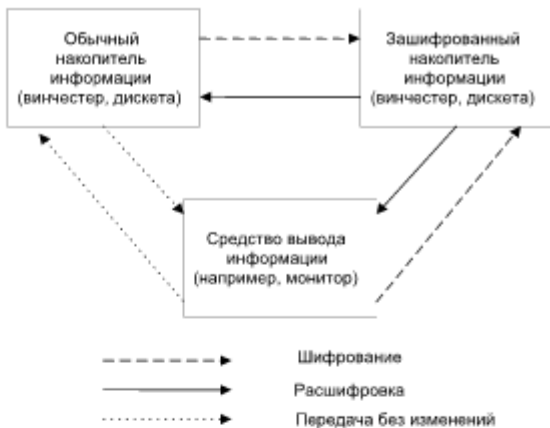 Обычный
накопитель
информации
(винчестер, дискета)
Зашифрованный
накопитель
информации
(винчестер, дискета)
Средство вывода
информации
(например, монитор)
Шифрование
Расшифровка
Передача без изменений